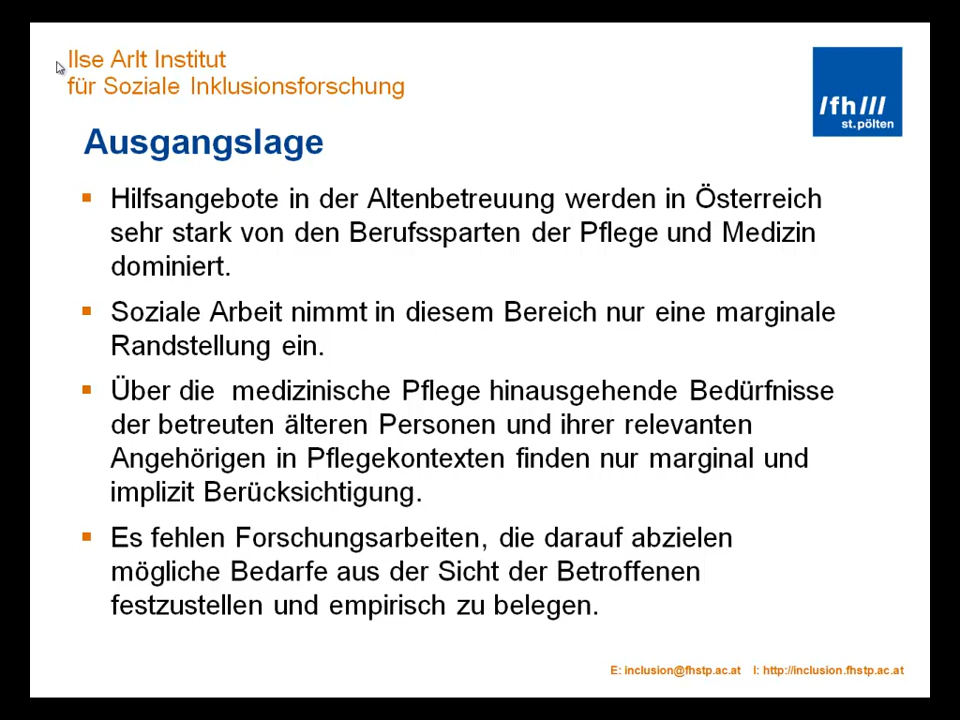 Ilse Arlt Institut
für Soziale Inklusionsforschung
/fh///
st.pölten
Ausgangslage
Hilfsangebote in der Altenbetreuung werden in Österreich
sehr stark von den Berufssparten der Pflege und Medizin
dominiert.
Soziale Arbeit nimmt in diesem Bereich nur eine marginale
Randstellung ein.
Über die medizinische Pflege hinausgehende Bedürfnisse
der betreuten älteren Personen und ihrer relevanten
Angehörigen in Pflegekontexten finden nur marginal und
implizit Berücksichtigung.
Es fehlen Forschungsarbeiten, die darauf abzielen
mögliche Bedarfe aus der Sicht der Betroffenen
festzustellen und empirisch zu belegen.
E: inclusion@fhstp.ac.at I: http://inclusion.fhstp.ac.at